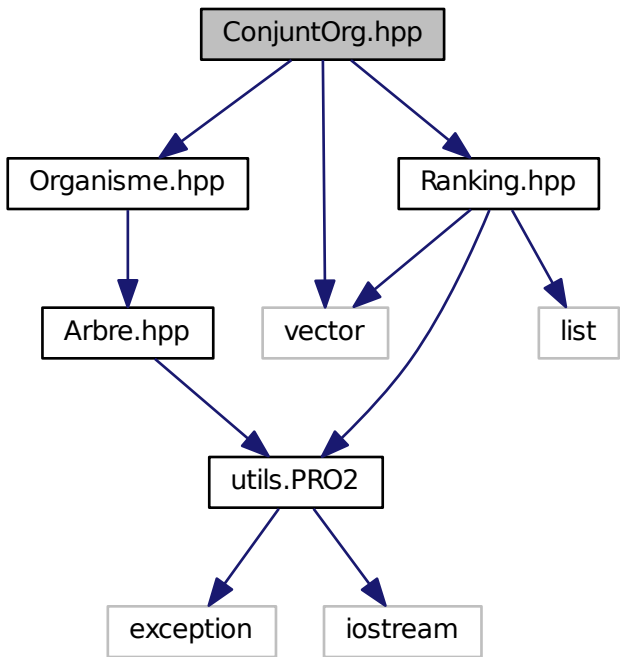 ConjuntOrg.hpp
Organisme.hpp
Ranking.hpp
Arbre.hpp
vector
list
utils.PRO2
exception
iostream